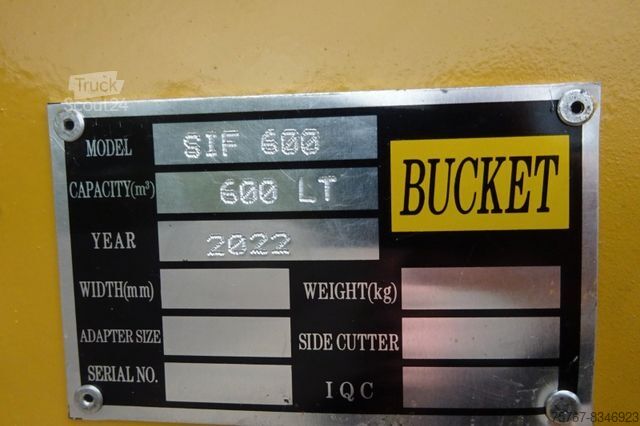 Truck
Scout24
MODEL SIF 600
CAPACITY(m³) 600 LT
BUCKET
YEAR 2022
WIDTH(mm) WEIGHT(kg)
ADAPTER SIZE SIDE CUTTER
SERIAL NO. IQC
75767-8346923